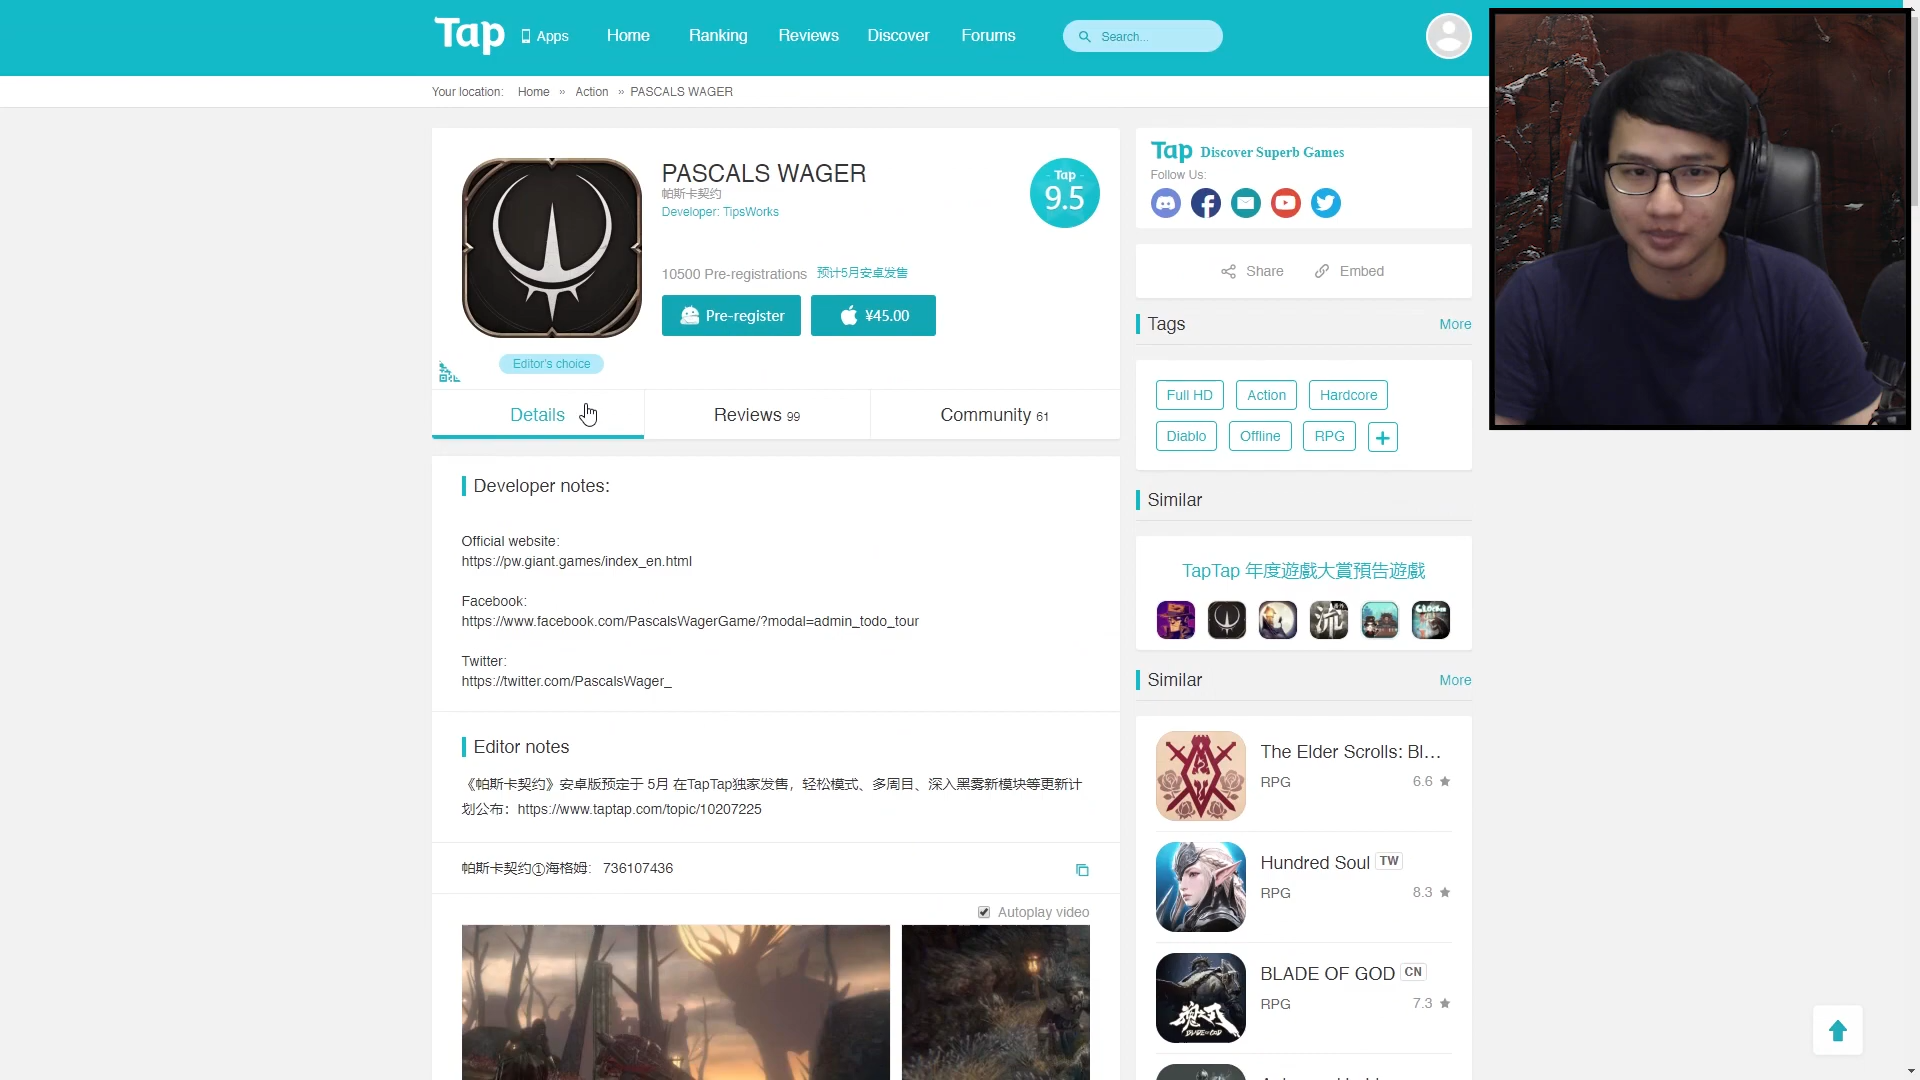 Tap
Apps
Home
Ranking
Reviews
Discover
Forums
Search...
Your location: Home » Action » PASCALS WAGER
PASCALS WAGER
帕斯卡契约
Developer: TipsWorks
Tap
9.5
10500 Pre-registrations 预计5月安卓发售
Pre-register
¥45.00
Editor's choice
Details
Reviews 99
Community 61
Developer notes:
Official website:
https://pw.giant.games/index_en.html
Facebook:
https://www.facebook.com/PascalsWagerGame/?modal=admin_todo_tour
Twitter:
https://twitter.com/PascalsWager_
Editor notes
《帕斯卡契约》安卓版预定于 5月 在TapTap独家发售，轻松模式、多周目、深入黑雾新模块等更新计
划公布：https://www.taptap.com/topic/10207225
帕斯卡契约①海格姆: 736107436
Autoplay video
Tap Discover Superb Games
Follow Us:
Share
Embed
Tags
More
Full HD
Action
Hardcore
Diablo
Offline
RPG
Similar
TapTap 年度遊戲大賞預告遊戲
流
Similar
More
The Elder Scrolls: Bl...
RPG
6.6
Hundred Soul TW
RPG
8.3
BLADE OF GOD CN
RPG
7.3
BLADE OF GOD